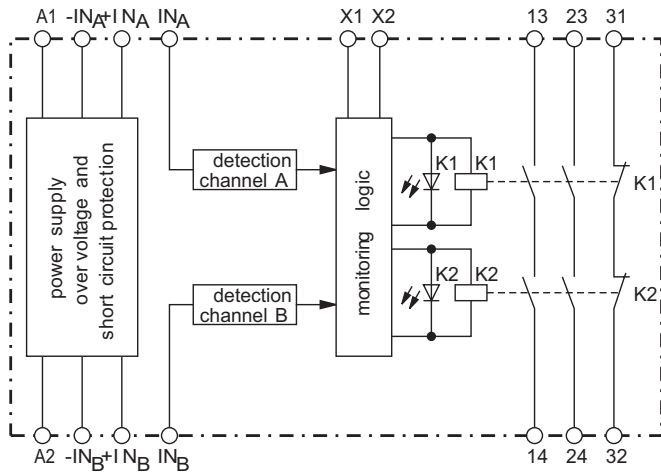 A1 -INA +INA INA X1 X2 13 23 31
power supply
over voltage and
short circuit protection
detection
channel A
monitoring logic
K1 K1
K1
detection
channel B
K2 K2
K2
A2 -INB +INB INB 14 24 32